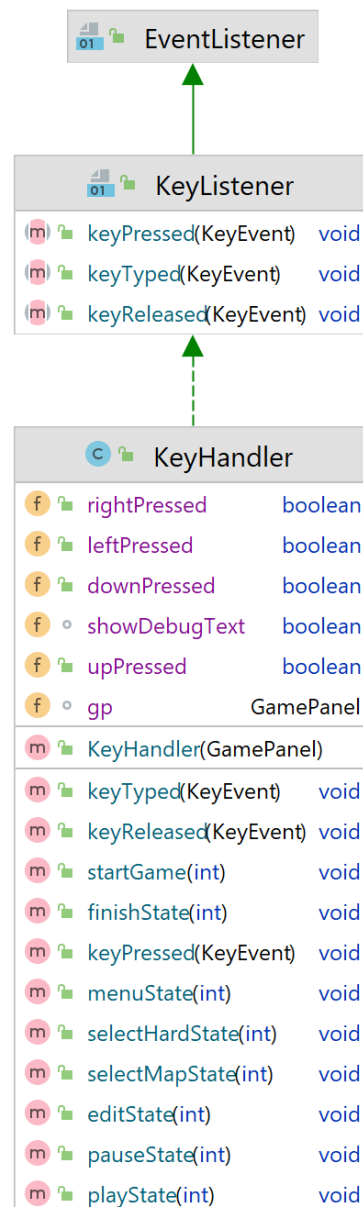 EventListener
KeyListener
keyPressed(KeyEvent) void
keyTyped(KeyEvent) void
keyReleased(KeyEvent) void
KeyHandler
rightPressed boolean
leftPressed boolean
downPressed boolean
showDebugText boolean
upPressed boolean
gp GamePanel
KeyHandler(GamePanel)
keyTyped(KeyEvent) void
keyReleased(KeyEvent) void
startGame(int) void
finishState(int) void
keyPressed(KeyEvent) void
menuState(int) void
selectHardState(int) void
selectMapState(int) void
editState(int) void
pauseState(int) void
playState(int) void